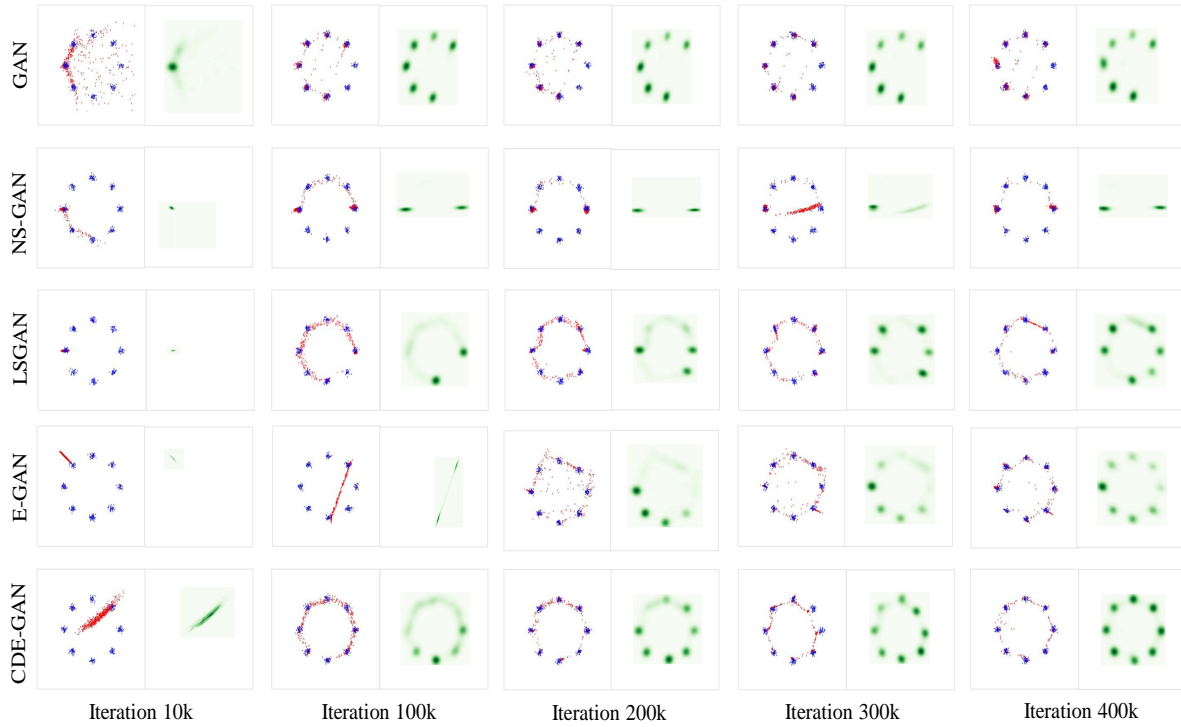 GAN
NS-GAN
LSGAN
E-GAN
CDE-GAN
Iteration 10k
Iteration 100k
Iteration 200k
Iteration 300k
Iteration 400k